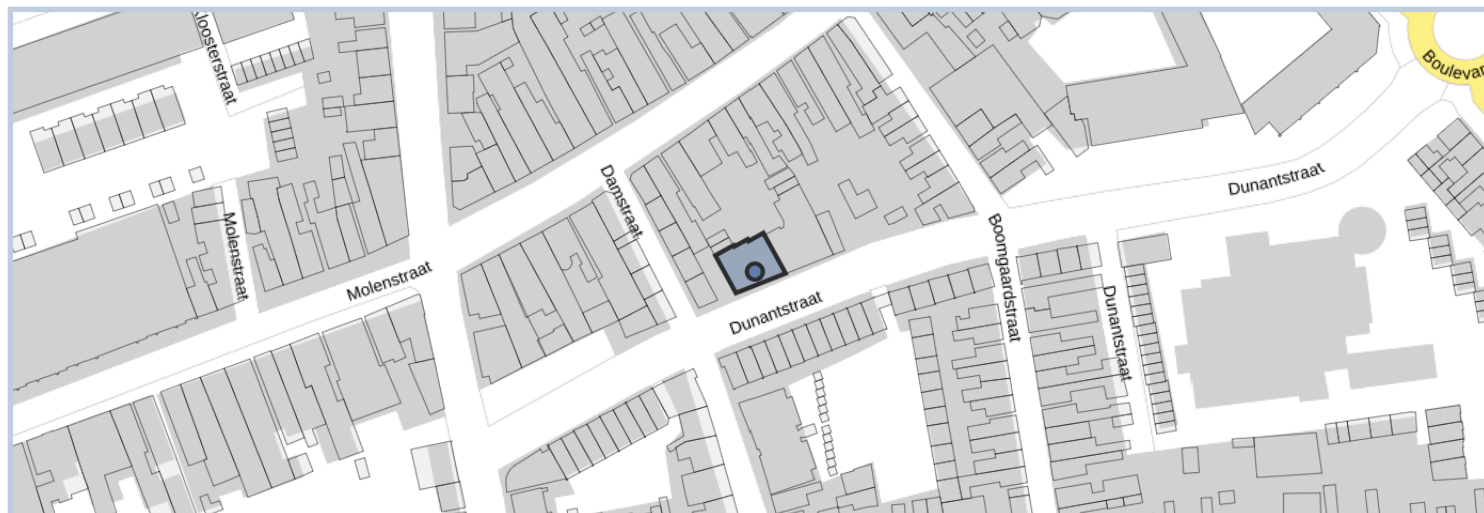 Kloosterstraat
Boulevar
Dunantstraat
Damstraat
Molenstraat
Boomgaardstraat
Molenstraat
Dunantstraat
Dunantstraat